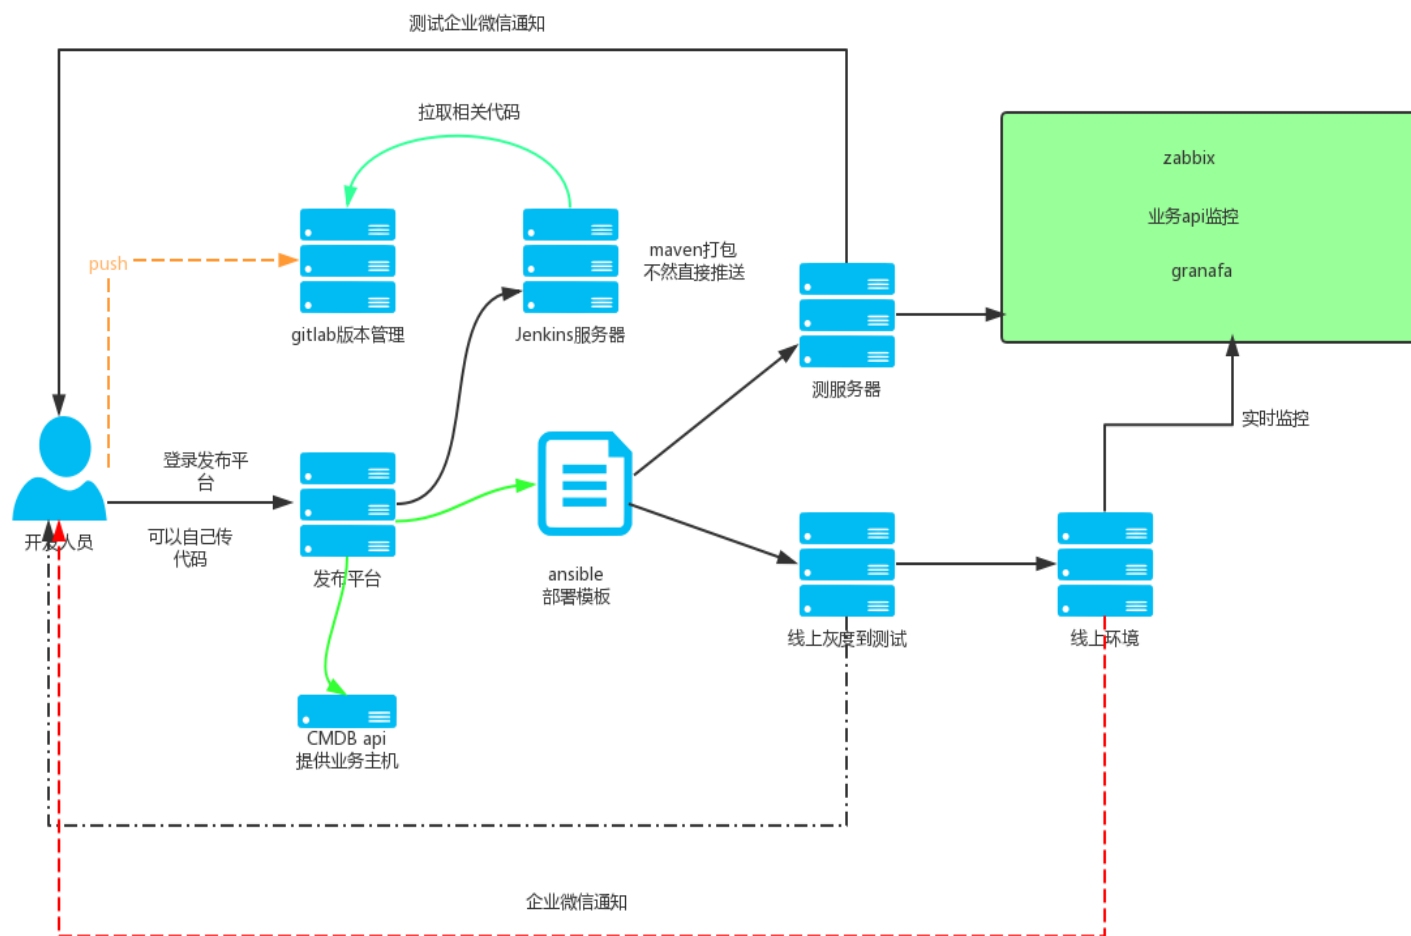 测试企业微信通知
拉取相关代码
zabbix
业务api监控
granafa
push
maven打包
不然直接推送
gitlab版本管理
Jenkins服务器
测服务器
实时监控
登录发布平
台
可以自己传
代码
开发人员
发布平台
ansible
部署模板
线上灰度到测试
线上环境
CMDB api
提供业务主机
企业微信通知